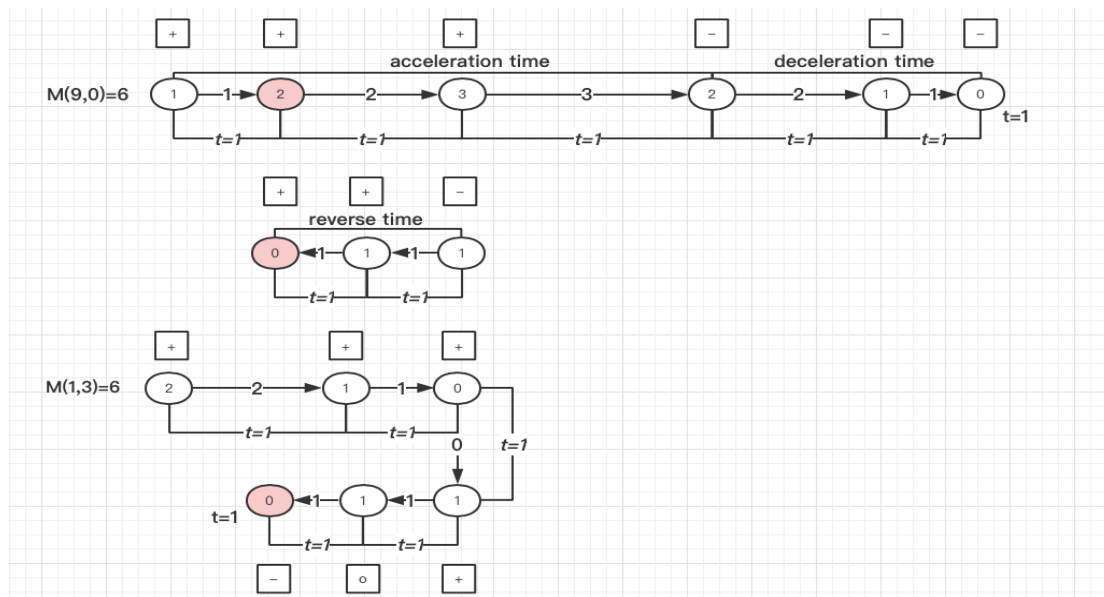 + + + − − −
acceleration time deceleration time
M(9,0)=6 1 1 2 2 3 3 2 2 1 1 0
t=1
t=1 t=1 t=1 t=1 t=1
+ + −
reverse time
0 1 1 1 1
t=1 t=1
+ + +
M(1,3)=6 2 2 1 1 0
t=1 t=1
0 t=1
0 1 1 1 1
t=1
t=1 t=1
− o +